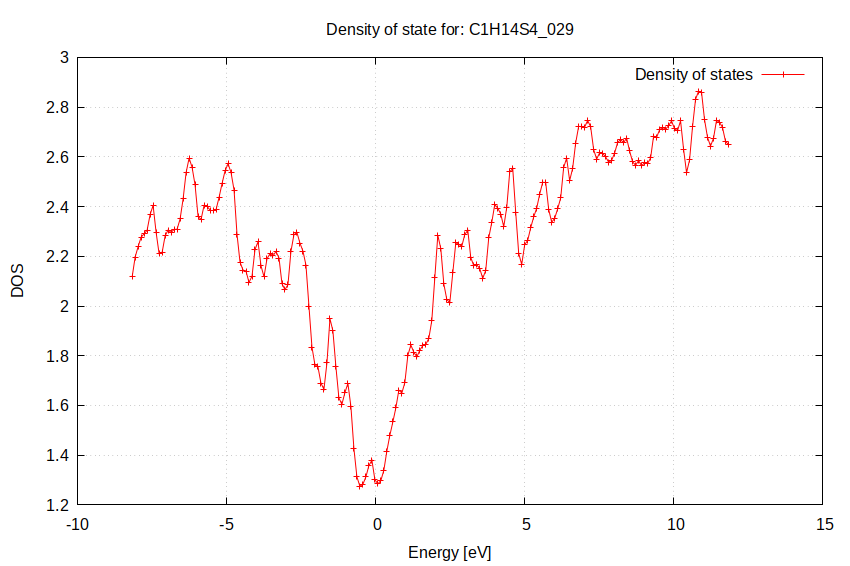 Density of state for: C1H14S4_029
Density of states
3
2.8
2.6
2.4
2.2
2
1.8
1.6
1.4
1.2
DOS
-10 -5 0 5 10 15
Energy [eV]